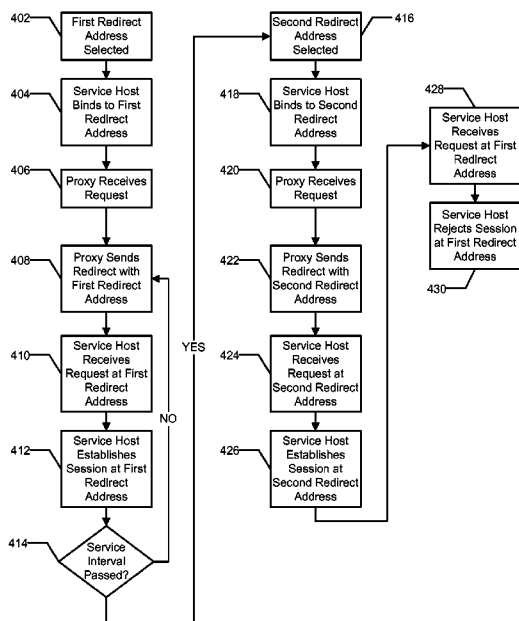 402
First Redirect
Address
Selected
404
Service Host
Binds to First
Redirect
Address
406
Proxy Receives
Request
408
Proxy Sends
Redirect with
First Redirect
Address
410
Service Host
Receives
Request at First
Redirect
Address
412
Service Host
Establishes
Session at First
Redirect
Address
414
Service
Interval
Passed?
NO
YES
Second Redirect
Address
Selected
416
418
Service Host
Binds to Second
Redirect
Address
420
Proxy Receives
Request
422
Proxy Sends
Redirect with
Second Redirect
Address
424
Service Host
Receives
Request at
Second Redirect
Address
426
Service Host
Establishes
Session at
Second Redirect
Address
428
Service Host
Receives
Request at First
Redirect
Address
Service Host
Rejects Session
at First Redirect
Address
430